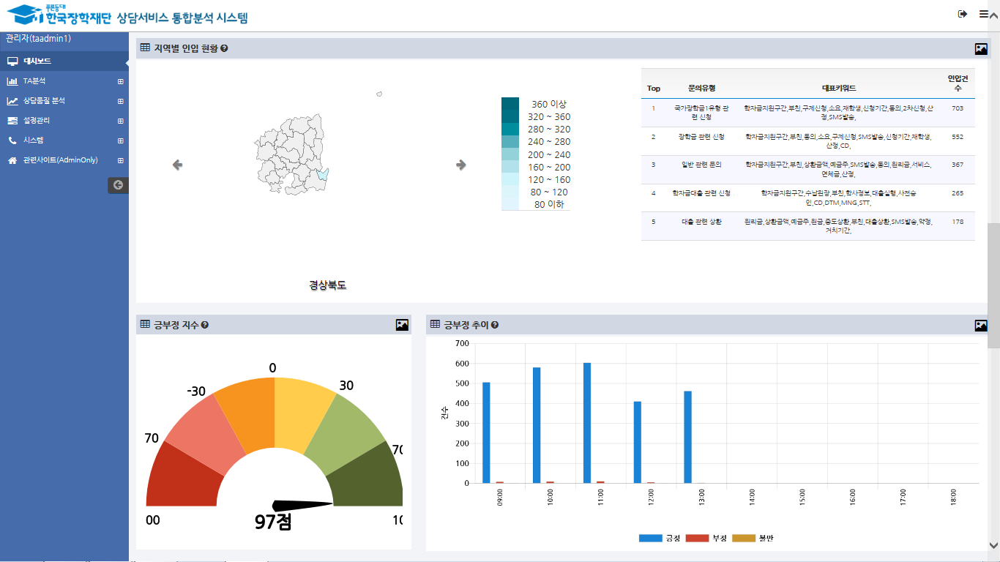 푸른등대
한국장학재단 상담서비스 통합분석 시스템
관리자(taadmin1)
대시보드
TA분석
상담품질 분석
설정관리
시스템
관련사이트(AdminOnly)
지역별 인입 현황
360 이상
320 ~ 360
280 ~ 320
240 ~ 280
200 ~ 240
160 ~ 200
120 ~ 160
80 ~ 120
80 이하
경상북도
Top 문의유형 대표키워드 인입건
수
1 국가장학금1유형 관 학자금지원구간,부친,구제신청,소요,재학생,신청기간,동의,2차신청,산 703
련 신청 정,SMS발송,
2 장학금 관련 신청 학자금지원구간,부친,동의,소요,구제신청,SMS발송,신청기간,재학생, 552
산정,CD,
3 일반 관련 문의 학자금지원구간,부친,상환금액,예금주,SMS발송,동의,원리금,서비스, 367
연체금,산정,
4 학자금대출 관련 신청 학자금지원구간,수납원장,부친,학사정보,대출실행,사전승 265
인,CD,DTM,MNG,STT,
5 대출 관련 상환 원리금,상환금액,예금주,원금,중도상환,부친,대출상환,SMS발송,약정, 178
거치기간,
긍부정 지수
0
-30
30
70
70
00
10
97점
긍부정 추이
건수
700
600
500
400
300
200
100
0
09:00 10:00 11:00 12:00 13:00 14:00 15:00 16:00 17:00 18:00
긍정 부정 불만